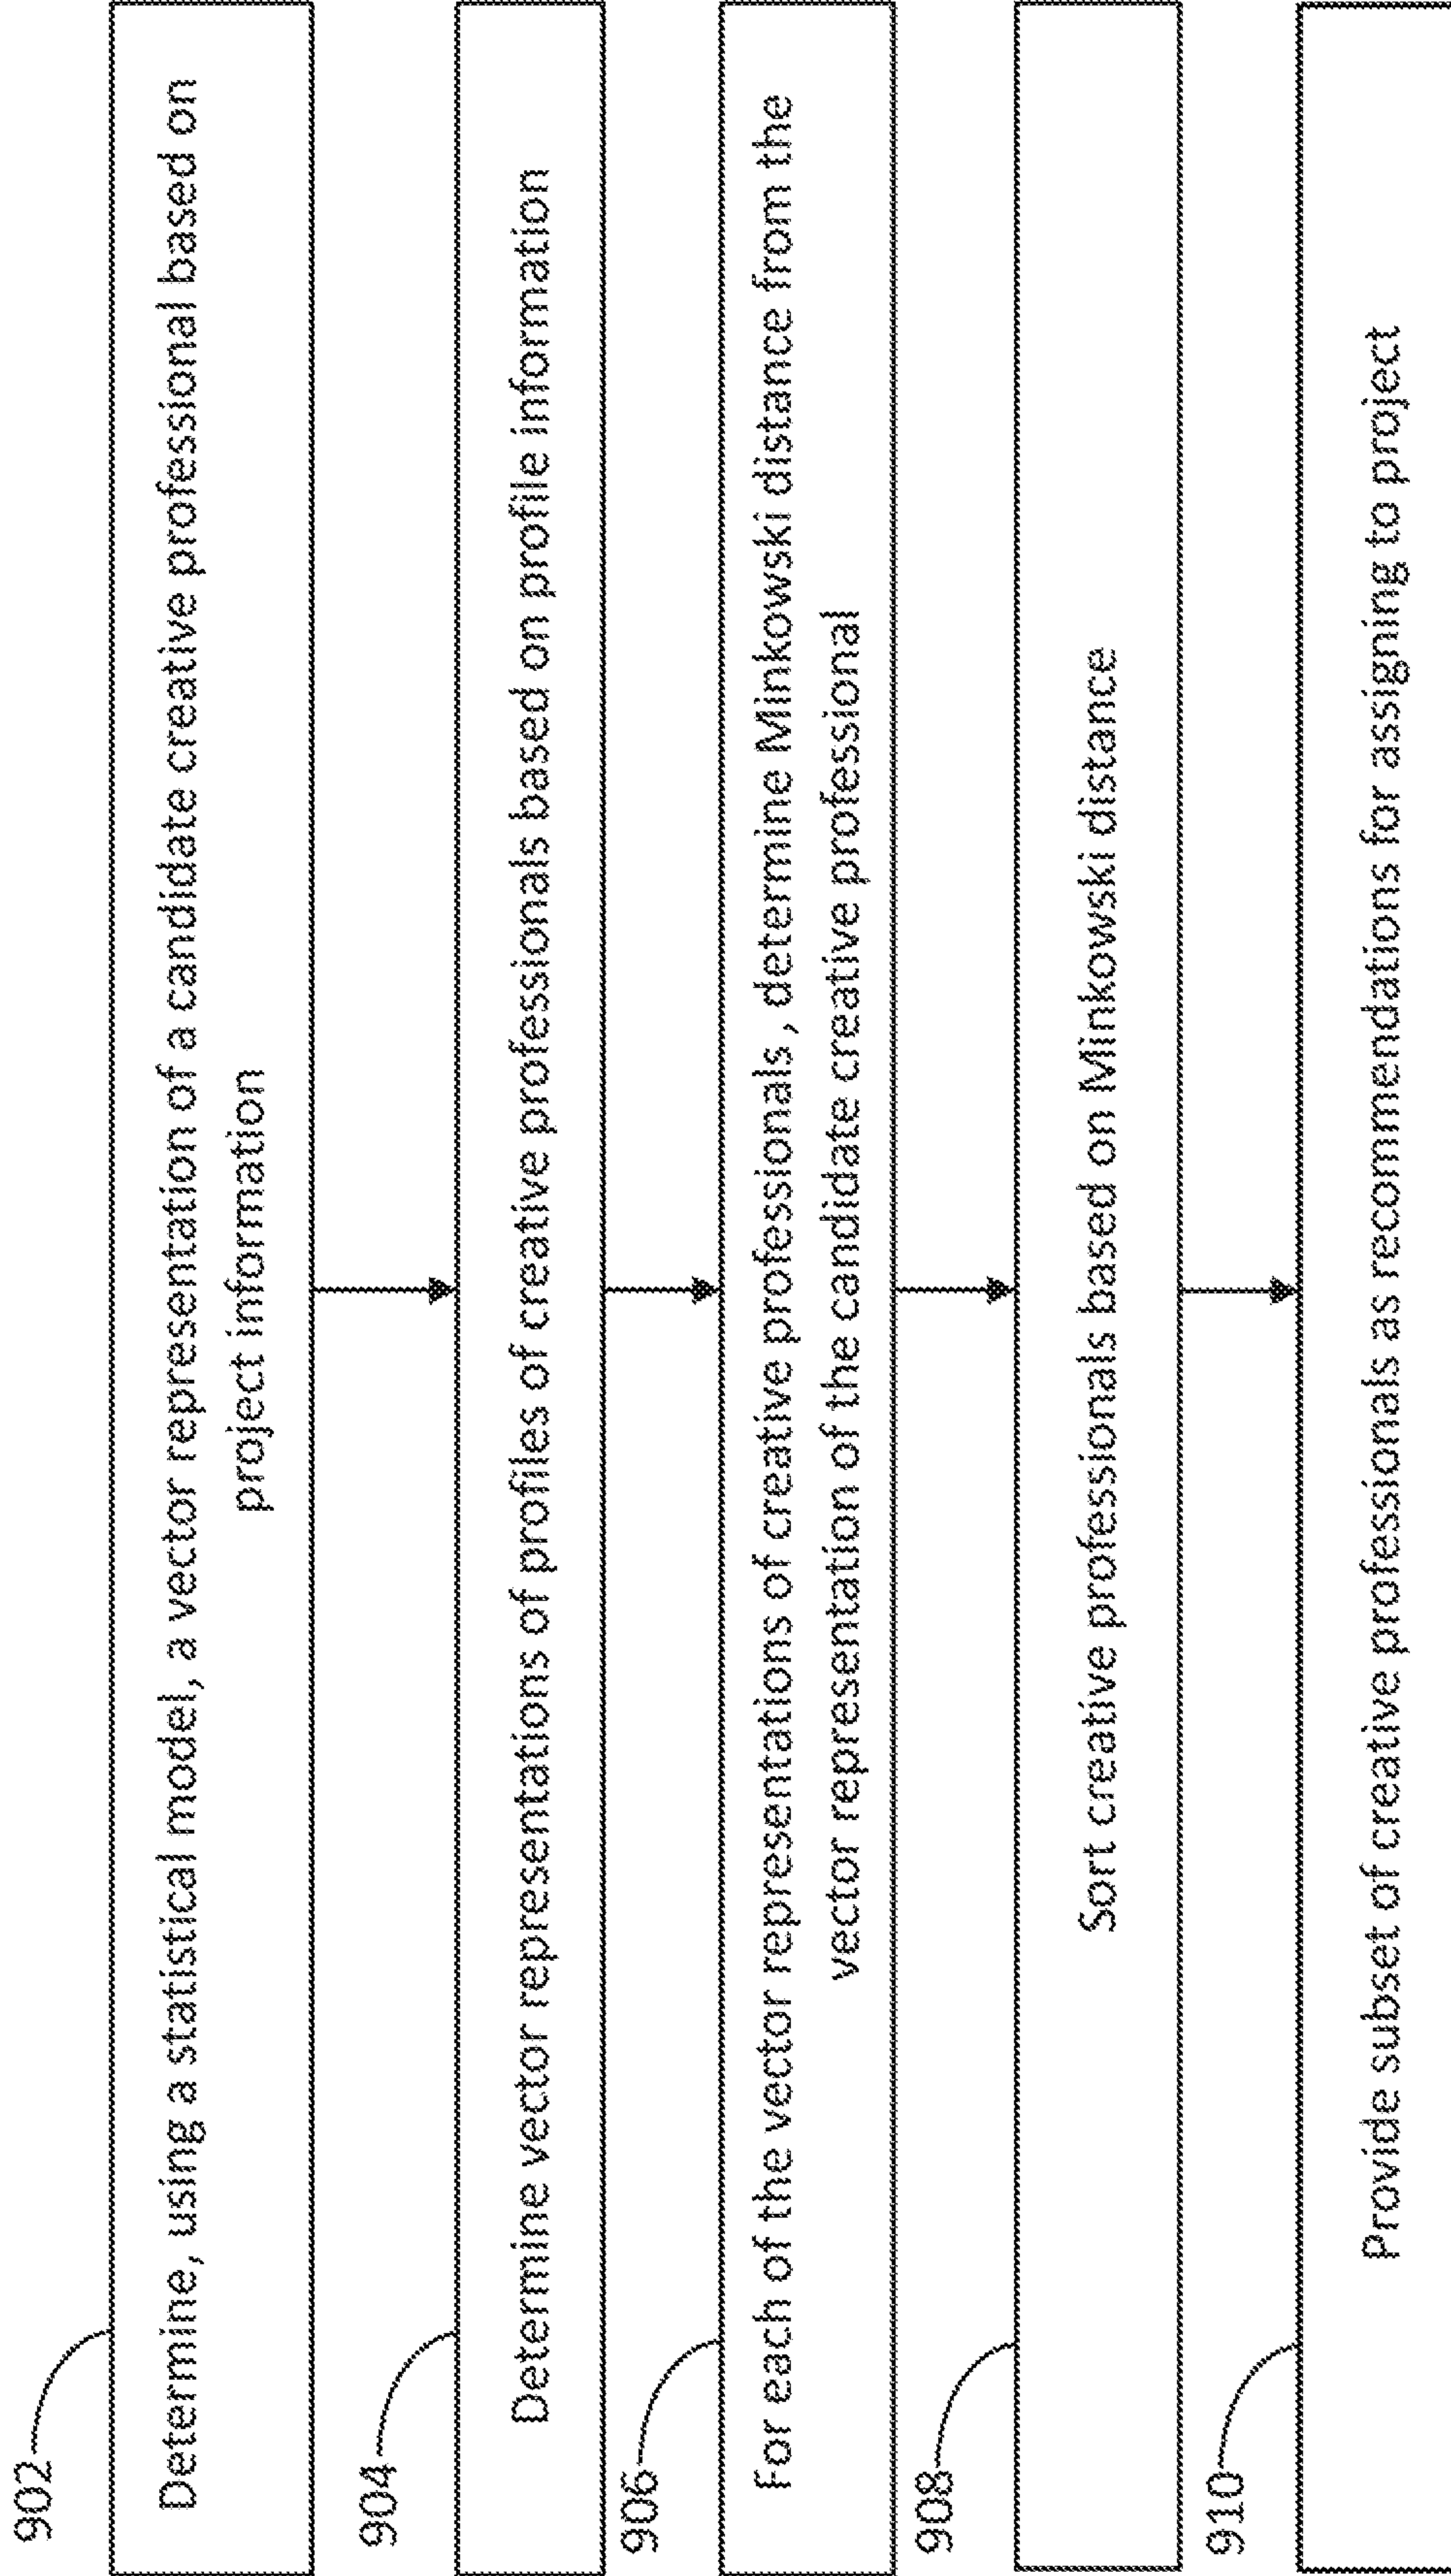 902
Determine, using a statistical model, a vector representation of a candidate creative professional based on
project information
904
Determine vector representations of profiles of creative professionals based on profile information
906
For each of the vector representations of creative professionals , determine Minkowski distance from the
vector representation of the candidate creative professional
908
Sort creative professionals based on Minkowski distance
910
Provide subset of creative professionals as recommendations for assigning to project